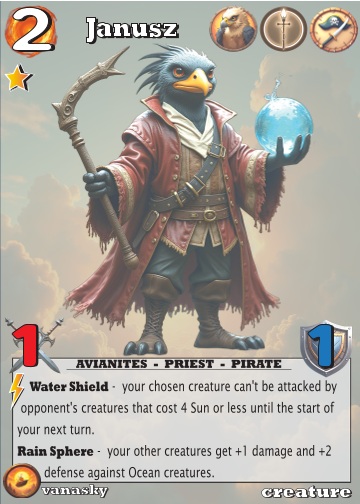 2 Janusz
1 1
AVIANITES - PRIEST - PIRATE
Water Shield - your chosen creature can't be attacked by
opponent's creatures that cost 4 Sun or less until the start of
your next turn.
Rain Sphere - your other creatures get +1 damage and +2
defense against Ocean creatures.
vanasky creature